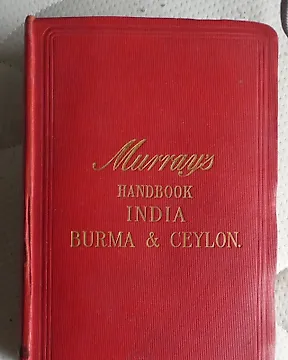 Murray's
HANDBOOK
INDIA
BURMA & CEYLON.